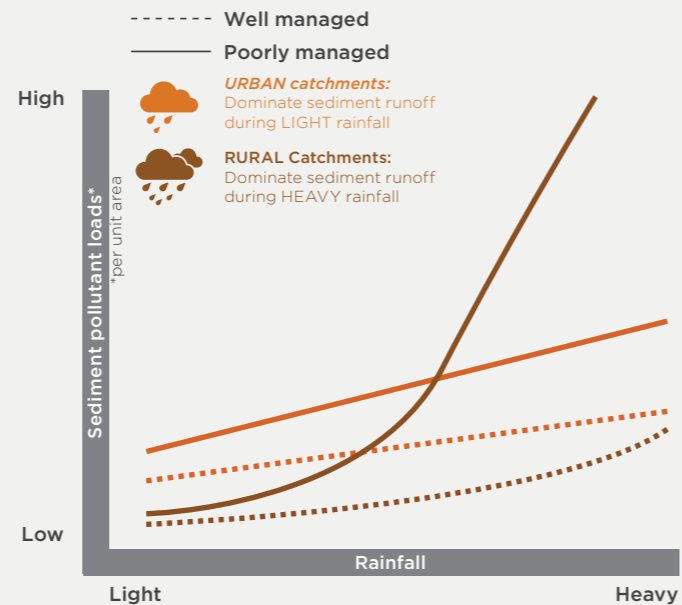 Well managed
Poorly managed
URBAN catchments:
Dominate sediment runoff
during LIGHT rainfall
RURAL Catchments:
Dominate sediment runoff
during HEAVY rainfall
High
Sediment pollutant loads*
*per unit area
Low
Rainfall
Light
Heavy